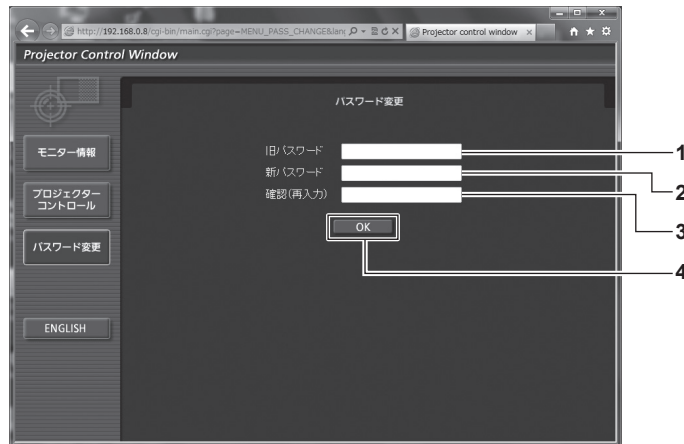 http://192.168.0.8/cgi-bin/main.cgi?page=MENU_PASS_CHANGE&lang
Projector control window
Projector Control Window
パスワード変更
モニター情報
プロジェクター
コントロール
パスワード変更
ENGLISH
旧パスワード
新パスワード
確認(再入力)
OK
1
2
3
4